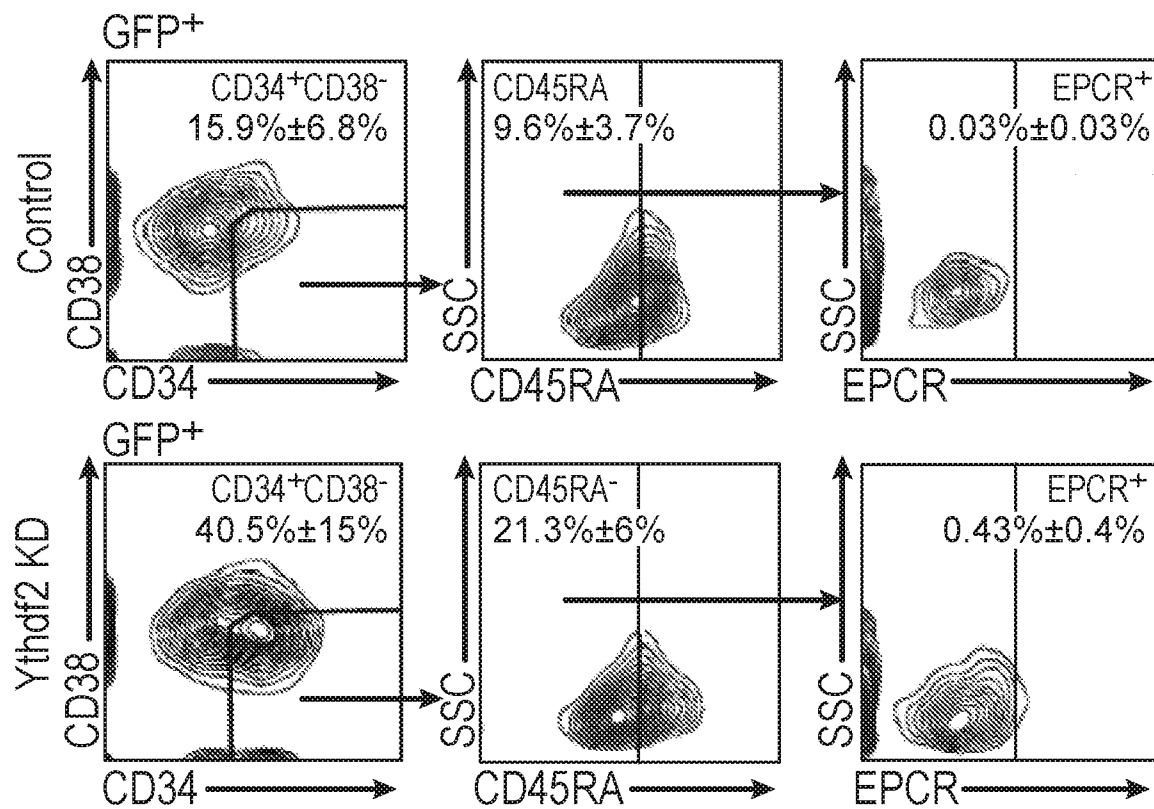 GFP+
Control
CD38
CD34+CD38-
15.9%±6.8%
CD34
SSC
CD45RA
9.6%±3.7%
CD45RA
SSC
EPCR+
0.03%±0.03%
EPCR
GFP+
Ythdf2 KD
CD38
CD34+CD38-
40.5%±15%
CD34
SSC
CD45RA-
21.3%±6%
CD45RA
SSC
EPCR+
0.43%±0.4%
EPCR